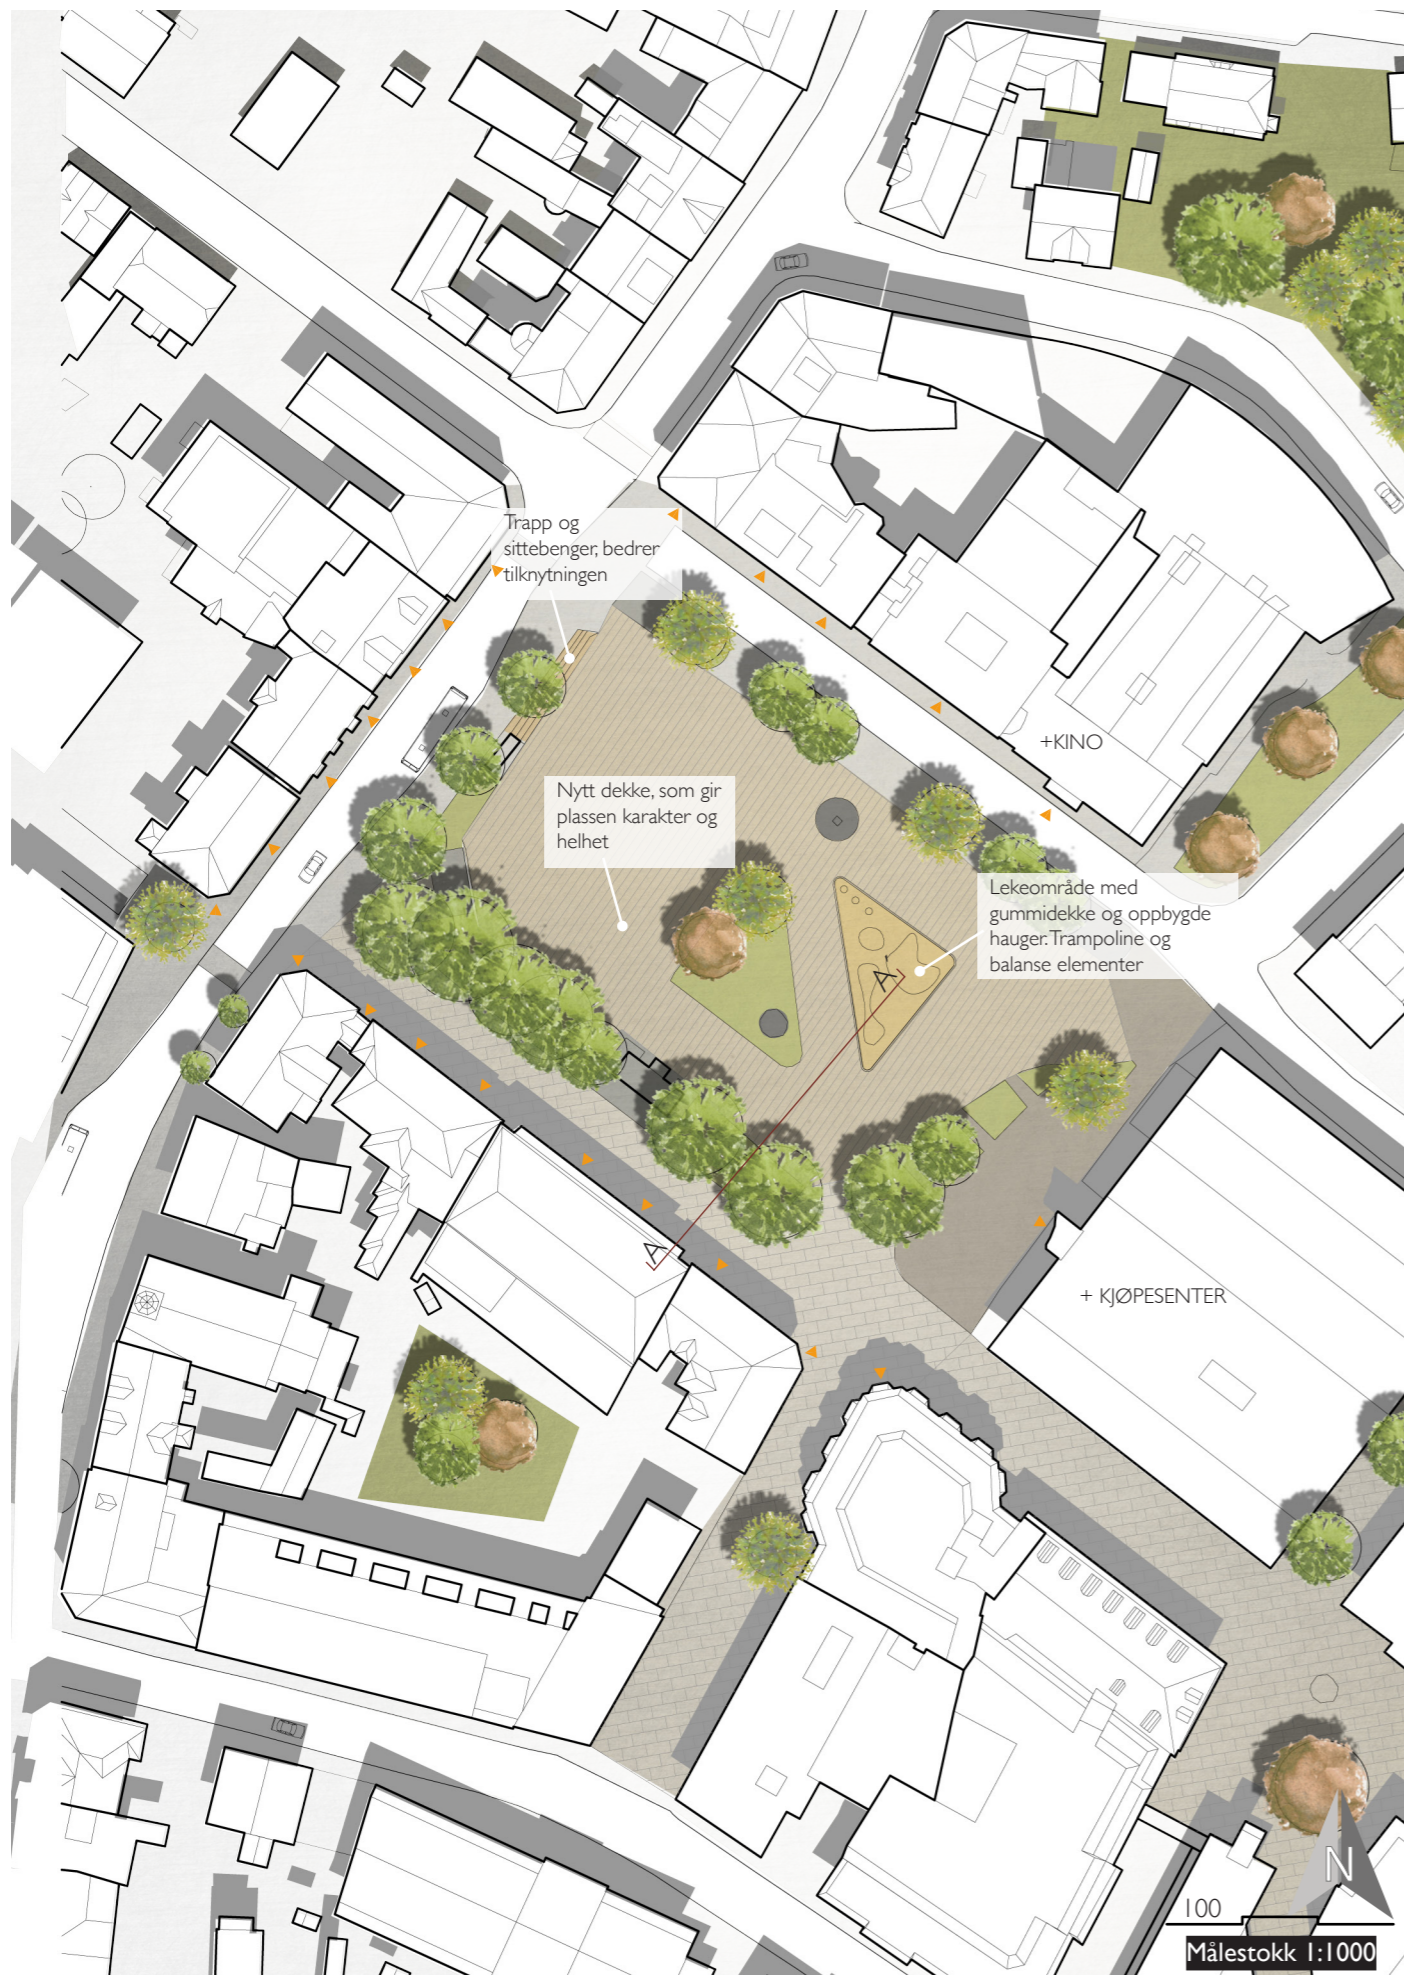 Trapp og
sittebenger, bedrer
tilknytningen
+KINO
Nytt dekke, som gir
plassen karakter og
helhet
Lekeområde med
gummidekke og oppbygde
hauger. Trampoline og
balanse elementer
A
A
+ KJØPESENTER
N
100
Målestokk 1:1000